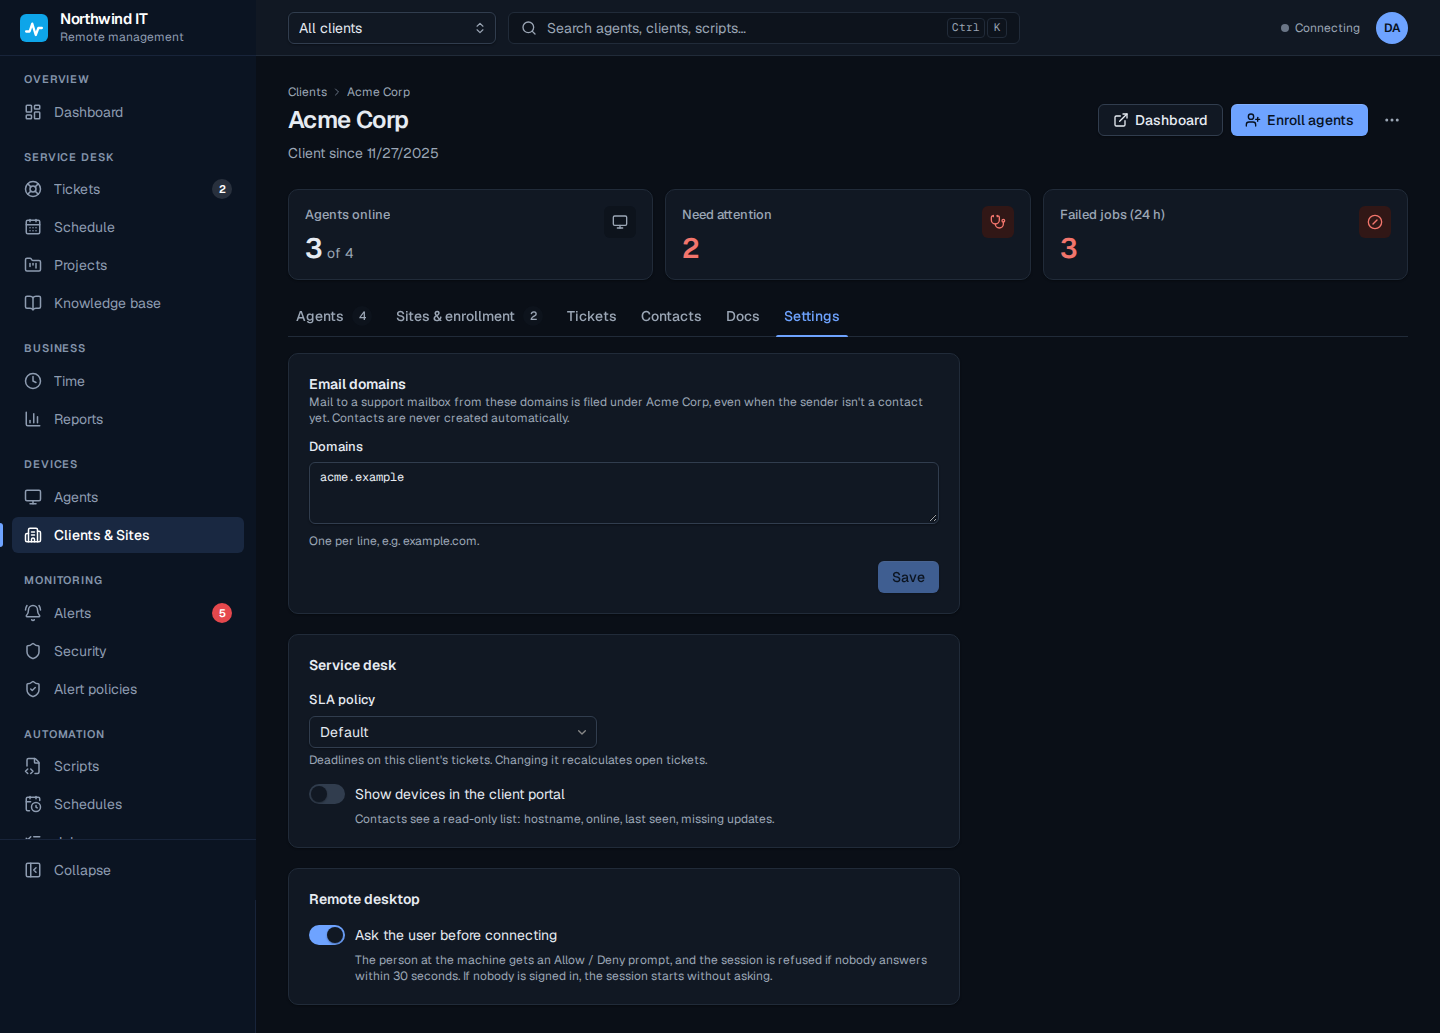 Northwind IT
Remote management
All clients
Search agents, clients, scripts...
Ctrl K
Connecting
DA
OVERVIEW
Dashboard
SERVICE DESK
Tickets 2
Schedule
Projects
Knowledge base
BUSINESS
Time
Reports
DEVICES
Agents
Clients & Sites
MONITORING
Alerts 5
Security
Alert policies
AUTOMATION
Scripts
Schedules
Collapse
Clients > Acme Corp
Acme Corp
Client since 11/27/2025
Dashboard
Enroll agents
Agents online
3 of 4
Need attention
2
Failed jobs (24 h)
3
Agents 4 Sites & enrollment 2 Tickets Contacts Docs Settings
Email domains
Mail to a support mailbox from these domains is filed under Acme Corp, even when the sender isn't a contact
yet. Contacts are never created automatically.
Domains
acme.example
One per line, e.g. example.com.
Save
Service desk
SLA policy
Default
Deadlines on this client's tickets. Changing it recalculates open tickets.
Show devices in the client portal
Contacts see a read-only list: hostname, online, last seen, missing updates.
Remote desktop
Ask the user before connecting
The person at the machine gets an Allow / Deny prompt, and the session is refused if nobody answers
within 30 seconds. If nobody is signed in, the session starts without asking.